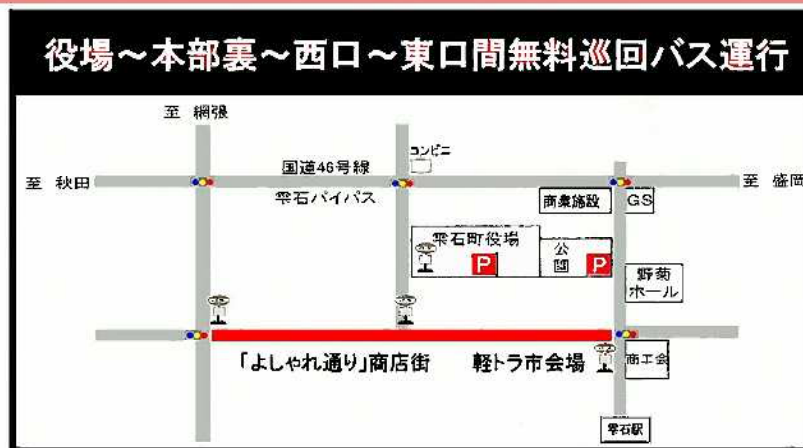 役場～本部裏～西口～東口間無料巡回バス運行
至 網張
コンビニ
国道46号線
至 秋田
至 盛岡
雫石バイパス
商業施設
GS
雫石町役場
公園
P
P
野菊ホール
「よしゃれ通り」商店街
軽トラ市会場
商工会
雫石駅